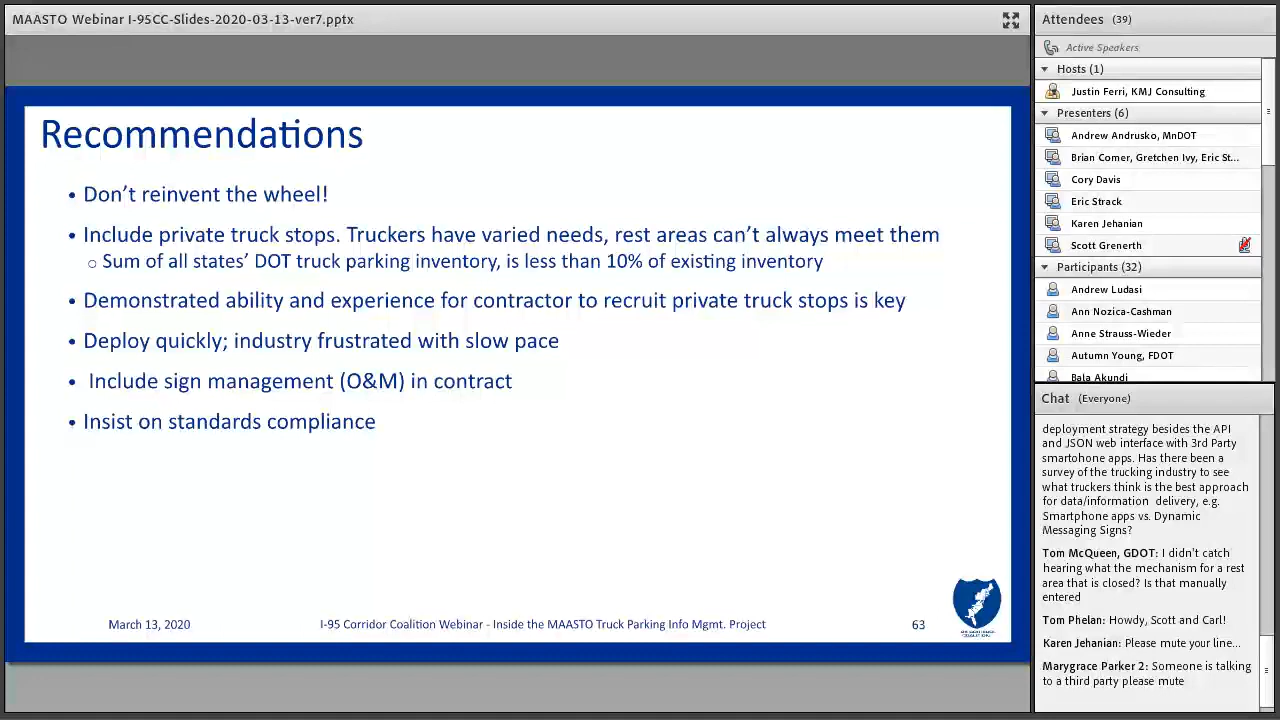 MAASTO Webinar I-95CC-Slides-2020-03-13-ver7.pptx
Recommendations
• Don’t reinvent the wheel!
• Include private truck stops. Truckers have varied needs, rest areas can’t always meet them
○ Sum of all states’ DOT truck parking inventory, is less than 10% of existing inventory
• Demonstrated ability and experience for contractor to recruit private truck stops is key
• Deploy quickly; industry frustrated with slow pace
• Include sign management (O&M) in contract
• Insist on standards compliance
March 13, 2020
I-95 Corridor Coalition Webinar - Inside the MAASTO Truck Parking Info Mgmt. Project
63
Attendees (39)
Active Speakers
Hosts (1)
Justin Ferri, KMJ Consulting
Presenters (6)
Andrew Andrusko, MnDOT
Brian Comer, Gretchen Ivy, Eric St...
Cory Davis
Eric Strack
Karen Jehanian
Scott Grenerth
Participants (32)
Andrew Ludasi
Ann Nozica-Cashman
Anne Strauss-Wieder
Autumn Young, FDOT
Bala Akundi
Chat (Everyone)
deployment strategy besides the API
and JSON web interface with 3rd Party
smartohone apps. Has there been a
survey of the trucking industry to see
what truckers think is the best approach
for data/information delivery, e.g.
Smartphone apps vs. Dynamic
Messaging Signs?
Tom McQueen, GDOT: I didn't catch
hearing what the mechanism for a rest
area that is closed? Is that manually
entered
Tom Phelan: Howdy, Scott and Carl!
Karen Jehanian: Please mute your line...
Marygrace Parker 2: Someone is talking
to a third party please mute